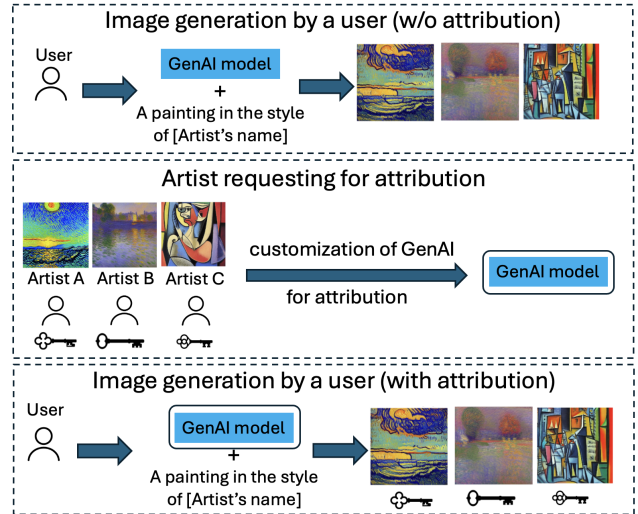 Image generation by a user (w/o attribution)
User
GenAI model
+
A painting in the style
of [Artist's name]
Artist requesting for attribution
Artist A
Artist B
Artist C
customization of GenAI
for attribution
GenAI model
Image generation by a user (with attribution)
User
GenAI model
+
A painting in the style
of [Artist's name]